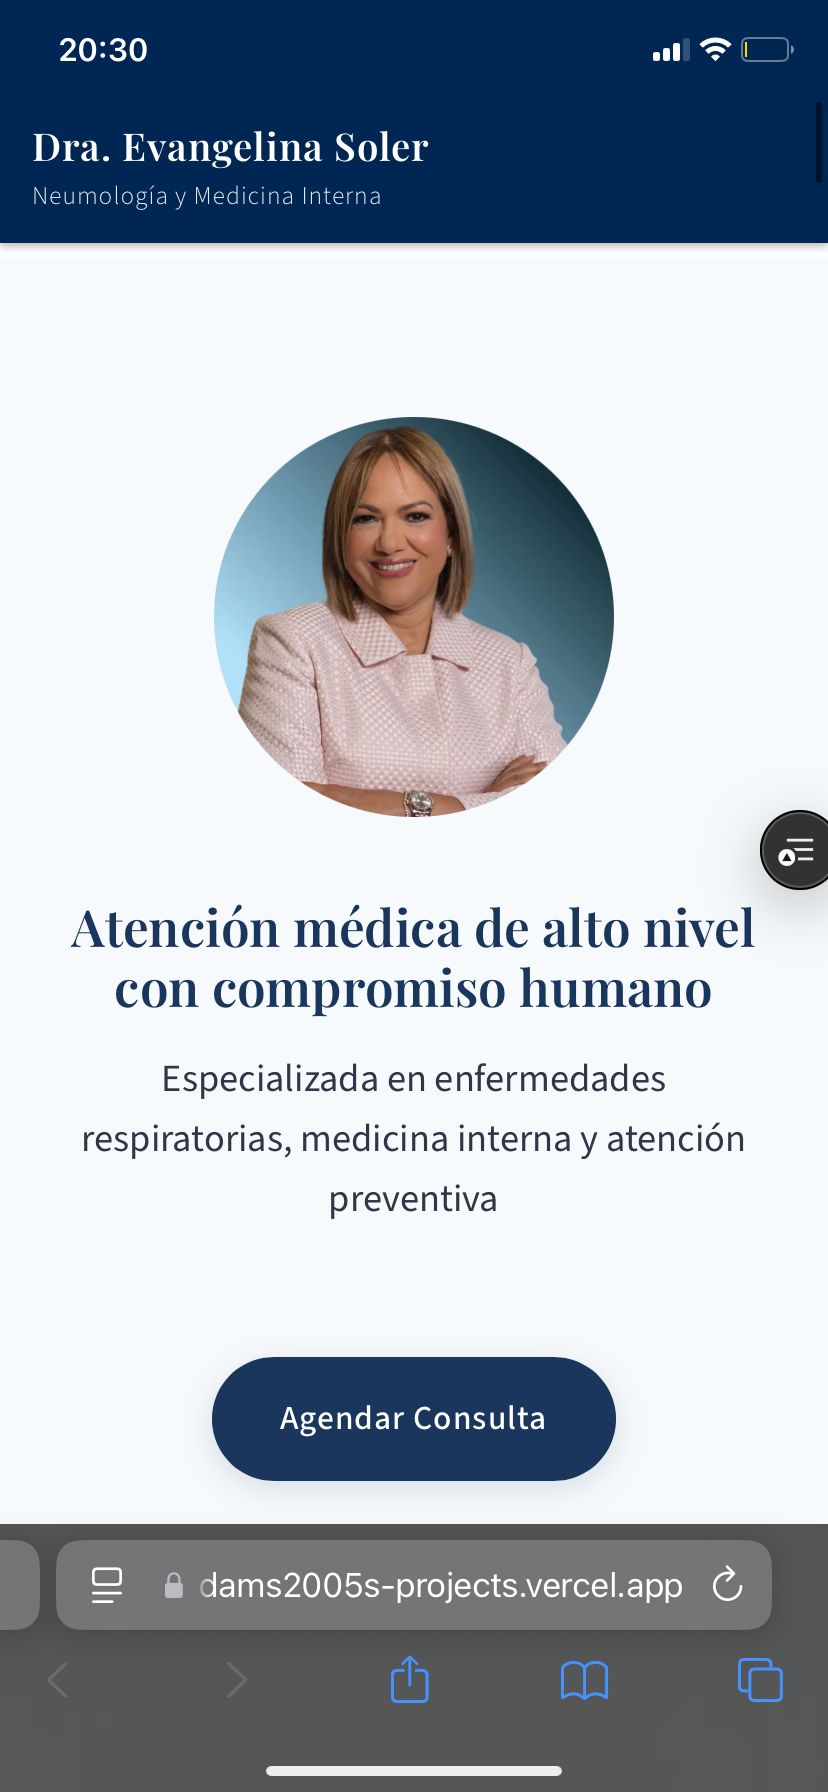 20:30
Dra. Evangelina Soler
Neumología y Medicina Interna
Atención médica de alto nivel
con compromiso humano
Especializada en enfermedades
respiratorias, medicina interna y atención
preventiva
Agendar Consulta
dams2005s-projects.vercel.app